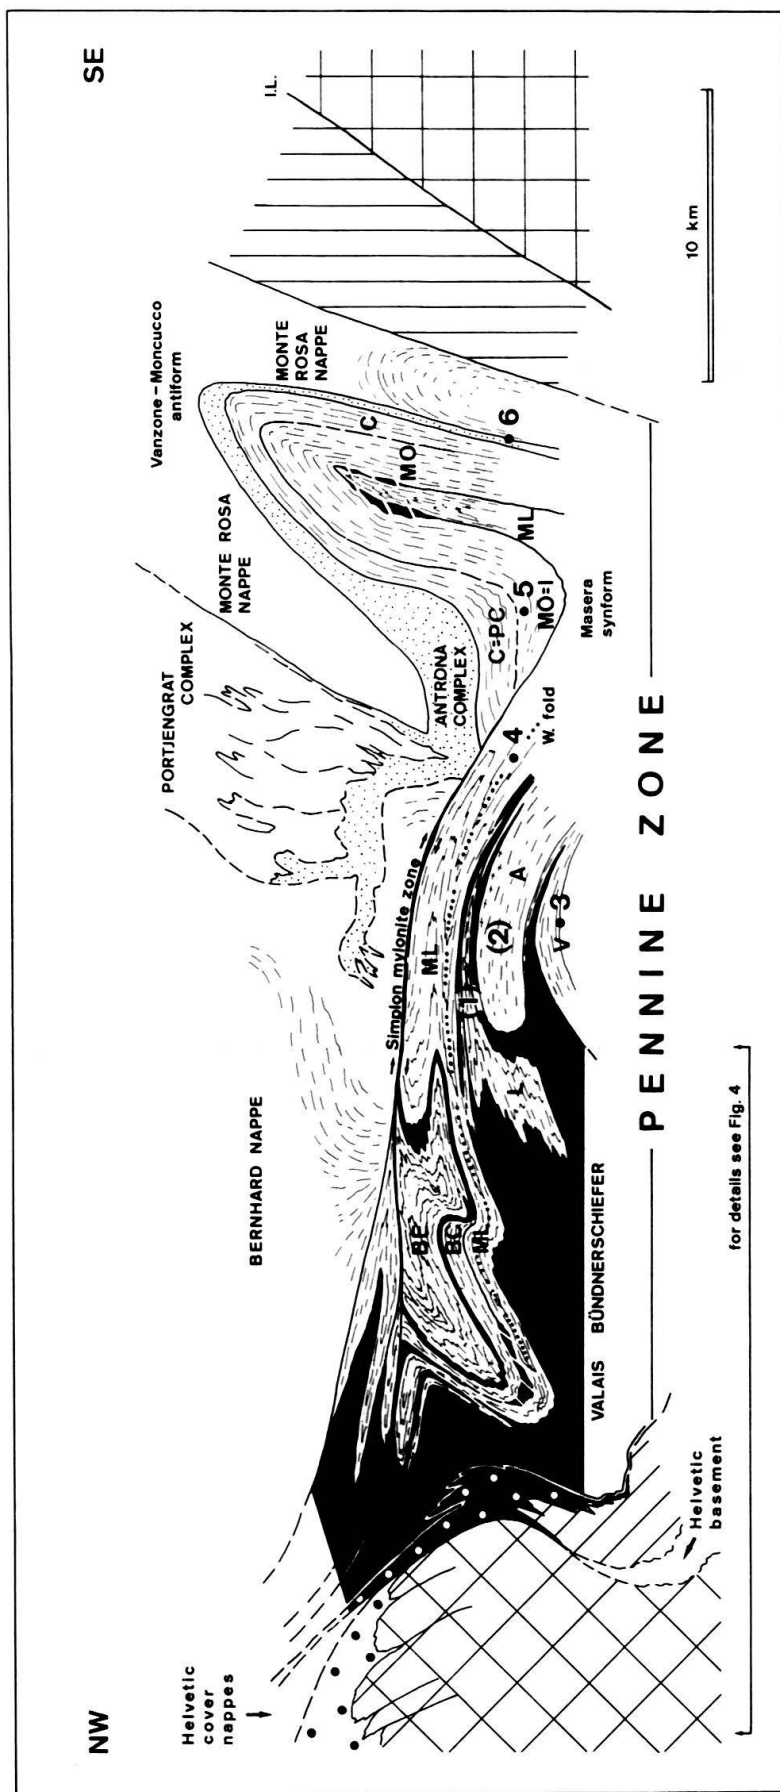 NW
SE
Helvetic
cover
nappes
BERNHARD NAPPE
PORTJENGRAT
COMPLEX
MONTE ROSA
NAPPE
Vanzone–Moncucco
antiform
MONTE
ROSA
NAPPE
I.L.
ANTRONA
COMPLEX
Simplon mylonite zone
BE
BC
ML
ML
(1)
L
(2)
A
V
3
4
W. fold
C=PC
5
MO=I
Masera
synform
ML
MO
C
6
Helvetic
basement
VALAIS BÜNDNERSCHIEFER
PENNINE ZONE
10 km
for details see Fig. 4